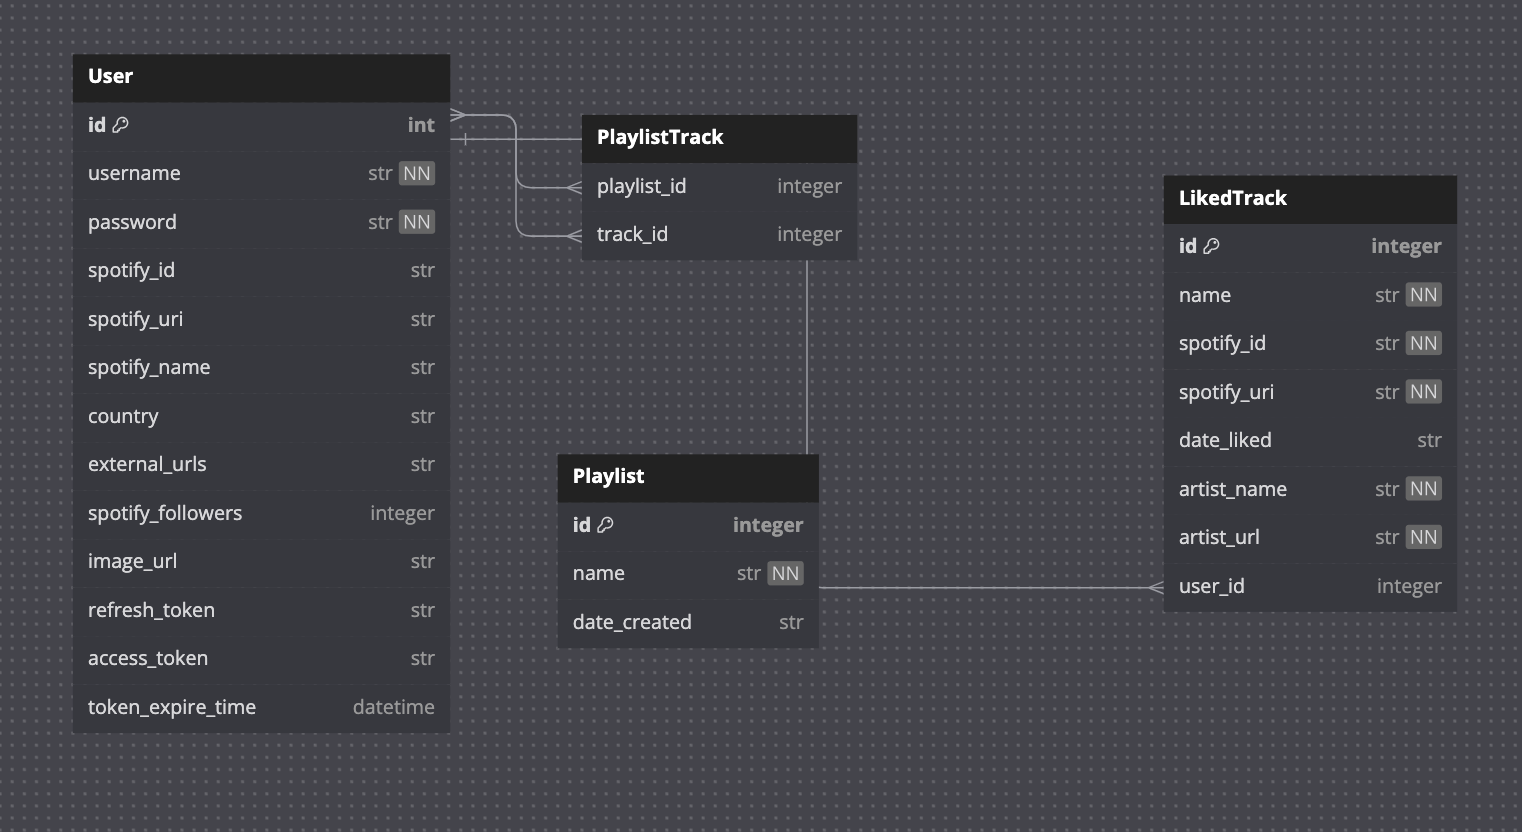 User
id int
username str NN
password str NN
spotify_id str
spotify_uri str
spotify_name str
country str
external_urls str
spotify_followers integer
image_url str
refresh_token str
access_token str
token_expire_time datetime
PlaylistTrack
playlist_id integer
track_id integer
Playlist
id integer
name str NN
date_created str
LikedTrack
id integer
name str NN
spotify_id str NN
spotify_uri str NN
date_liked str
artist_name str NN
artist_url str NN
user_id integer